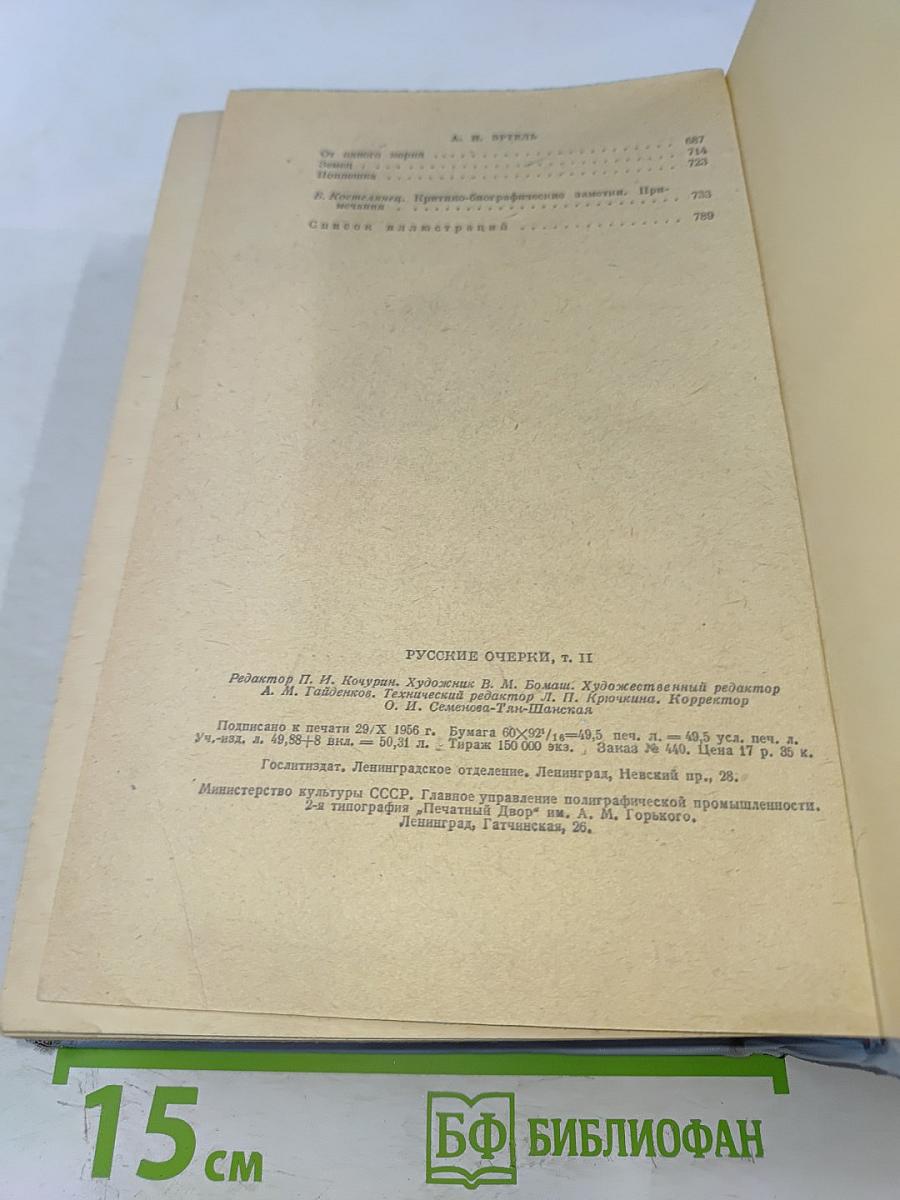 А. И. ЭРТЕЛЬ
От одного корня . . . . . . . . . . . . . . . . . . . . 687
Земец . . . . . . . . . . . . . . . . . . . . 714
Поплешка . . . . . . . . . . . . . . . . . . . . 723
Б. Костелянец. Критико-биографические заметки. При-
мечания . . . . . . . . . . . . . . . . . . . . 733
Список иллюстраций . . . . . . . . . . . . . . . 789
РУССКИЕ ОЧЕРКИ, т. II
Редактор П. И. Кочурин. Художник В. М. Бомаш. Художественный редактор
А. М. Гайденков. Технический редактор Л. П. Крючкина. Корректор
О. И. Семенова-Тян-Шанская
Подписано к печати 29/X 1956 г. Бумага 60×92¹/₁₆=49,5 печ. л. = 49,5 усл. печ. л.
Уч.-изд. л. 49,88+8 вкл. = 50,31 л. Тираж 150 000 экз. Заказ № 440. Цена 17 р. 35 к.
Гослитиздат. Ленинградское отделение. Ленинград, Невский пр., 28.
Министерство культуры СССР. Главное управление полиграфической промышленности.
2-я типография „Печатный Двор“ им. А. М. Горького.
Ленинград, Гатчинская, 26.
15 см
БФ БИБЛИОФАН